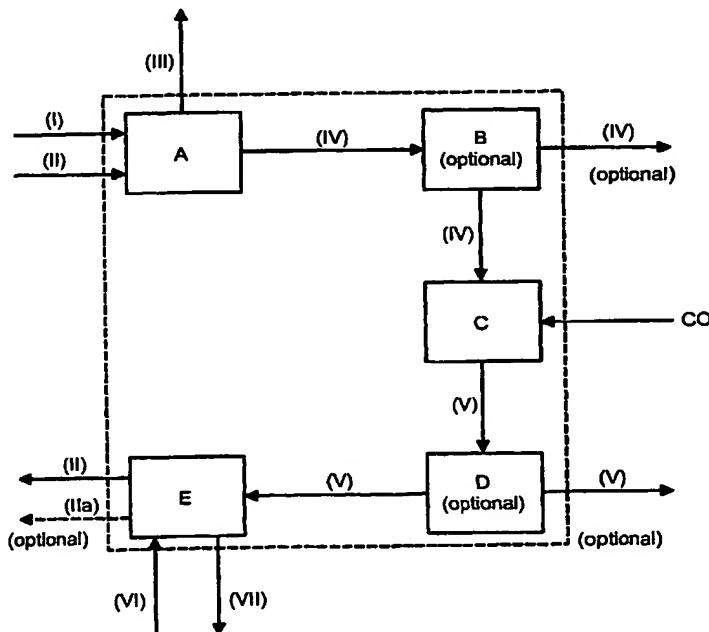 (III)
(I)
(II)
A
(IV)
B
(optional)
(IV)
(optional)
(IV)
C
CO
(V)
(II)
(IIa)
(optional)
E
(V)
D
(optional)
(V)
(optional)
(VI)
(VII)